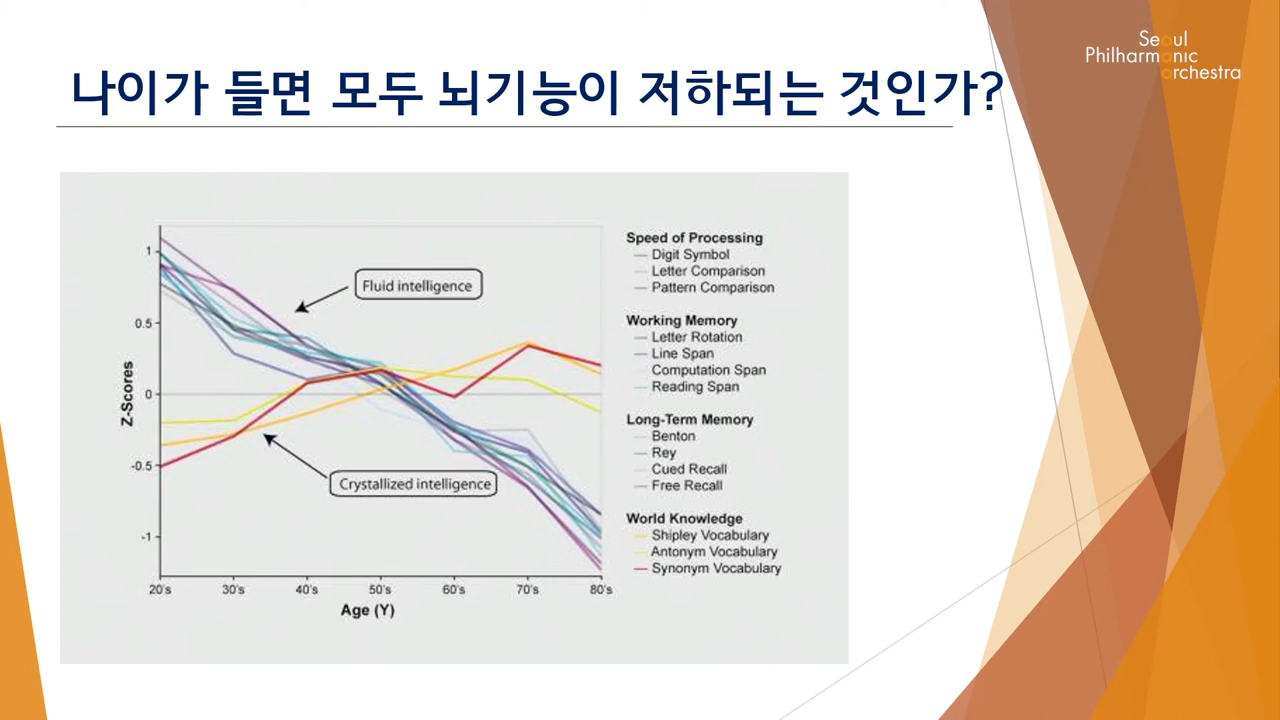 나이가 들면 모두 뇌기능이 저하되는 것인가?
Seoul
Philharmonic
Orchestra
Fluid intelligence
Crystallized intelligence
Z-Scores
1
0.5
0
-0.5
-1
20's 30's 40's 50's 60's 70's 80's
Age (Y)
Speed of Processing
Digit Symbol
Letter Comparison
Pattern Comparison
Working Memory
Letter Rotation
Line Span
Computation Span
Reading Span
Long-Term Memory
Benton
Rey
Cued Recall
Free Recall
World Knowledge
Shipley Vocabulary
Antonym Vocabulary
Synonym Vocabulary